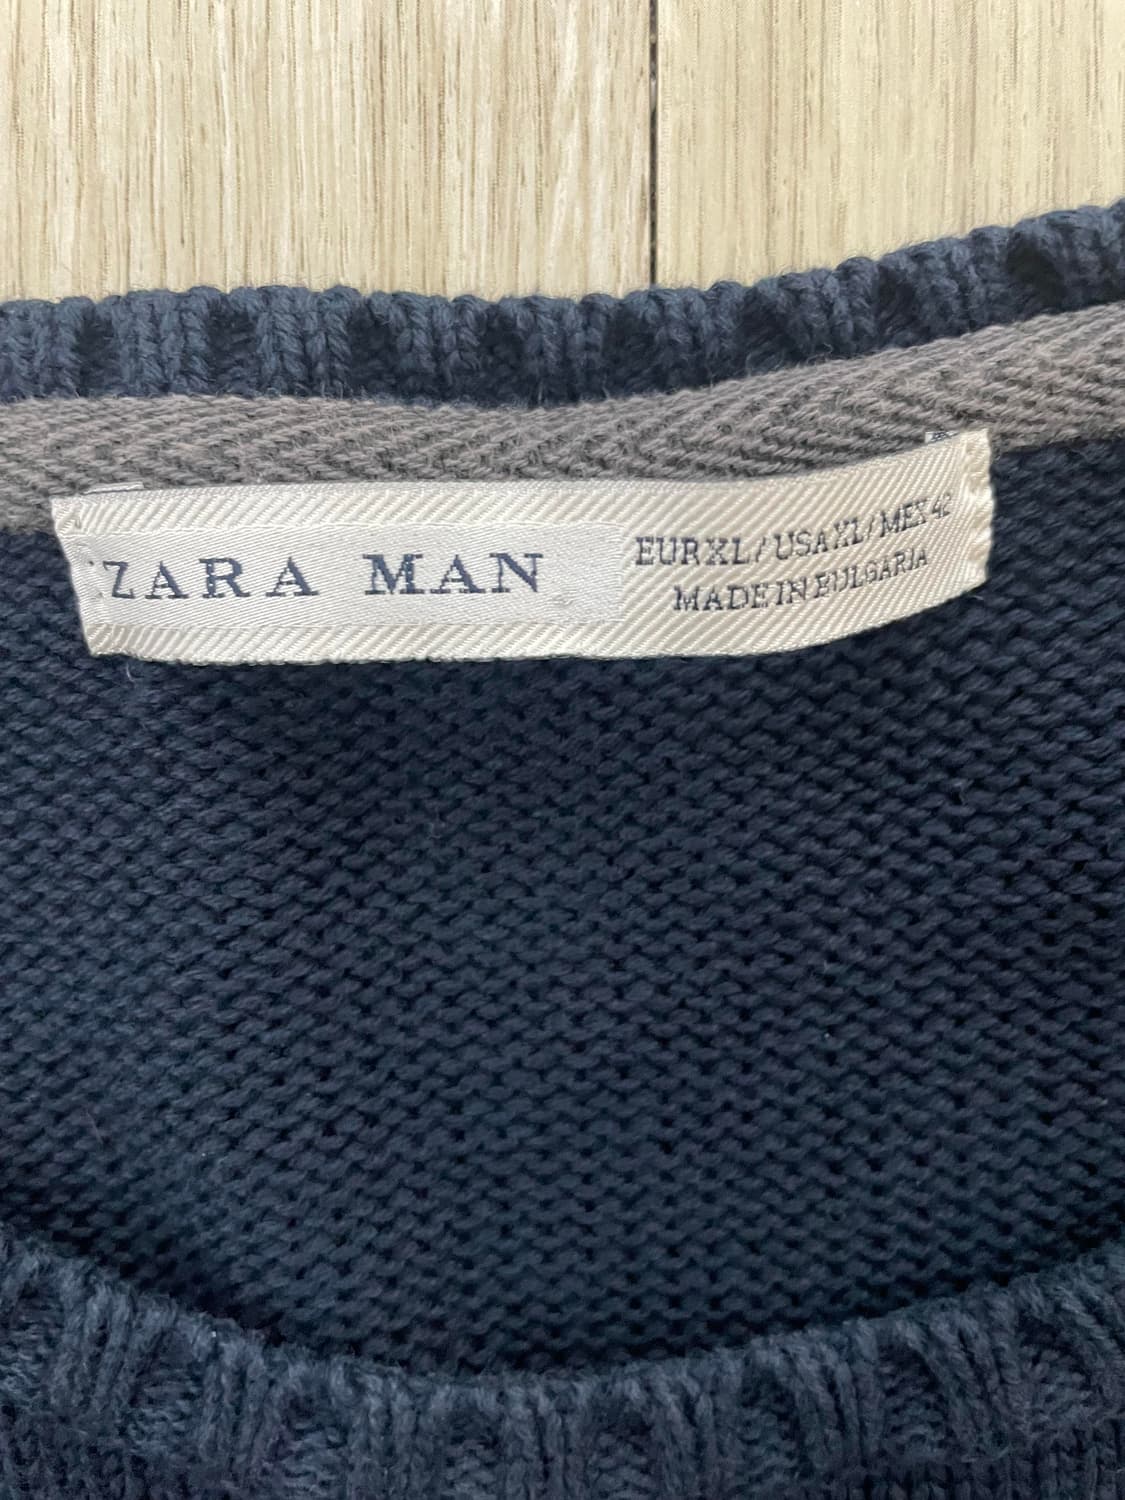 ZARA MAN
EUR XL / USA XL / MEX 42
MADE IN BULGARIA